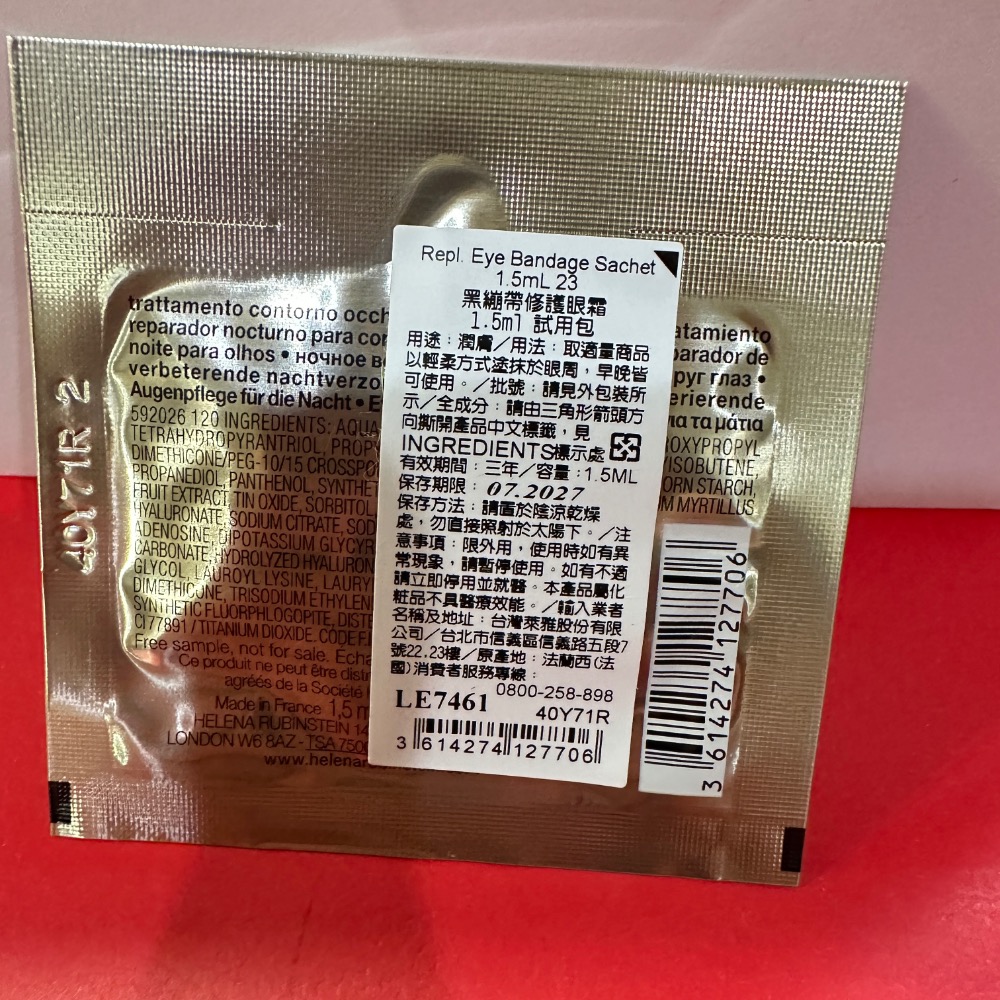 Repl. Eye Bandage Sachet
1.5mL 23
黑繃帶修護眼霜
1.5ml 試用包
用途：潤膚／用法：取適量商品
以輕柔方式塗抹於眼周，早晚皆
可使用。／批號：請見外包裝所
示／全成分：請由三角形箭頭方
向撕開產品中文標籤，見
INGREDIENTS標示處
有效期間：三年／容量：1.5ML
保存期限：07.2027
保存方法：請置於陰涼乾燥
處，勿直接照射於太陽下。／注
意事項：限外用，使用時如有異
常現象，請暫停使用。如有不適
請立即停用並就醫。本產品屬化
粧品不具醫療效能。／輸入業者
名稱及地址：台灣萊雅股份有限
公司／台北市信義區信義路五段7
號22.23樓／原產地：法蘭西(法
國)消費者服務專線：
0800-258-898
LE7461 40Y71R
3 614274 127706
3 614274 127706
40Y71R 2
trattamento contorno occh
reparador nocturno para co
noite para olhos • ночное в
verbeterende nachtverzo
Augenpflege für die Nacht • E
atamiento
parador de
руг глаз •
erierende
ια τα μάτια
592026 120 INGREDIENTS: AQUA
TETRAHYDROPYRANTRIOL, PROP
DIMETHICONE/PEG-10/15 CROSSPO
PROPANEDIOL, PANTHENOL, SYNTHET
FRUIT EXTRACT, TIN OXIDE, SORBITOL
HYALURONATE, SODIUM CITRATE, SOD
ADENOSINE, DIPOTASSIUM GLYCYR
CARBONATE, HYDROLYZED HYALURON
GLYCOL, LAUROYL LYSINE, LAURY
DIMETHICONE, TRISODIUM ETHYLEN
SYNTHETIC FLUORPHLOGOPITE, DISTE
CI 77891 / TITANIUM DIOXIDE. CODE F.I
OXYPROPYL
YISOBUTENE,
ORN STARCH,
M MYRTILLUS
Free sample, not for sale. Écha
Ce produit ne peut être dist
agréés de la Société
Made in France 1,5 m
HELENA RUBINSTEIN 14
LONDON W6 8AZ - TSA 7500
www.helenar